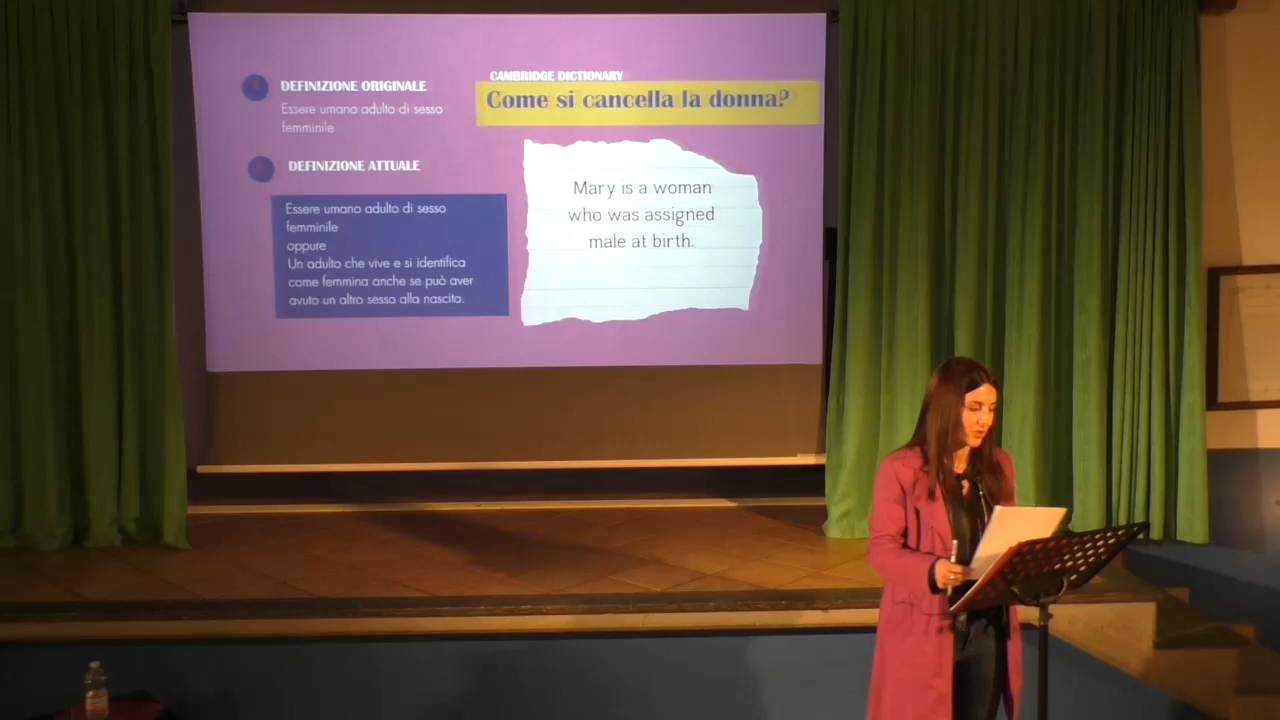 DEFINIZIONE ORIGINALE
Essere umano adulto di sesso
femminile
DEFINIZIONE ATTUALE
Essere umano adulto di sesso
femminile
oppure
Un adulto che vive e si identifica
come femmina anche se può aver
avuto un altro sesso alla nascita.
CAMBRIDGE DICTIONARY
Come si cancella la donna?
Mary is a woman
who was assigned
male at birth.